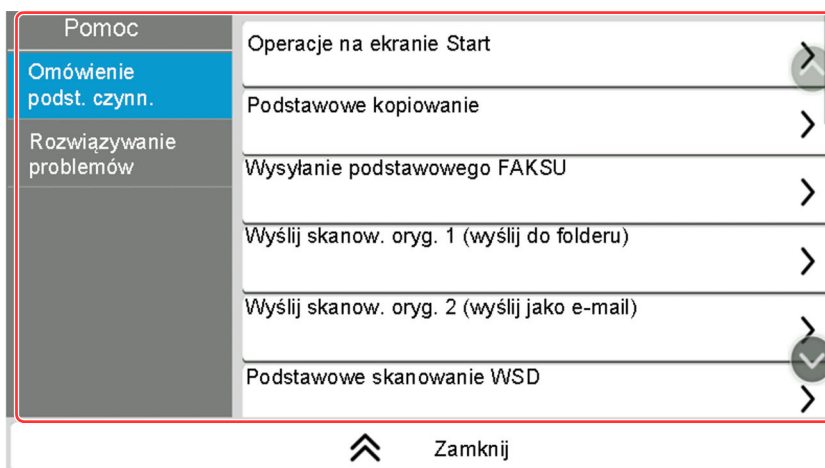 Pomoc
Omówienie
podst. czynn.
Rozwiązywanie
problemów
Operacje na ekranie Start
Podstawowe kopiowanie
Wysyłanie podstawowego FAKSU
Wyślij skanow. oryg. 1 (wyślij do folderu)
Wyślij skanow. oryg. 2 (wyślij jako e-mail)
Podstawowe skanowanie WSD
Zamknij